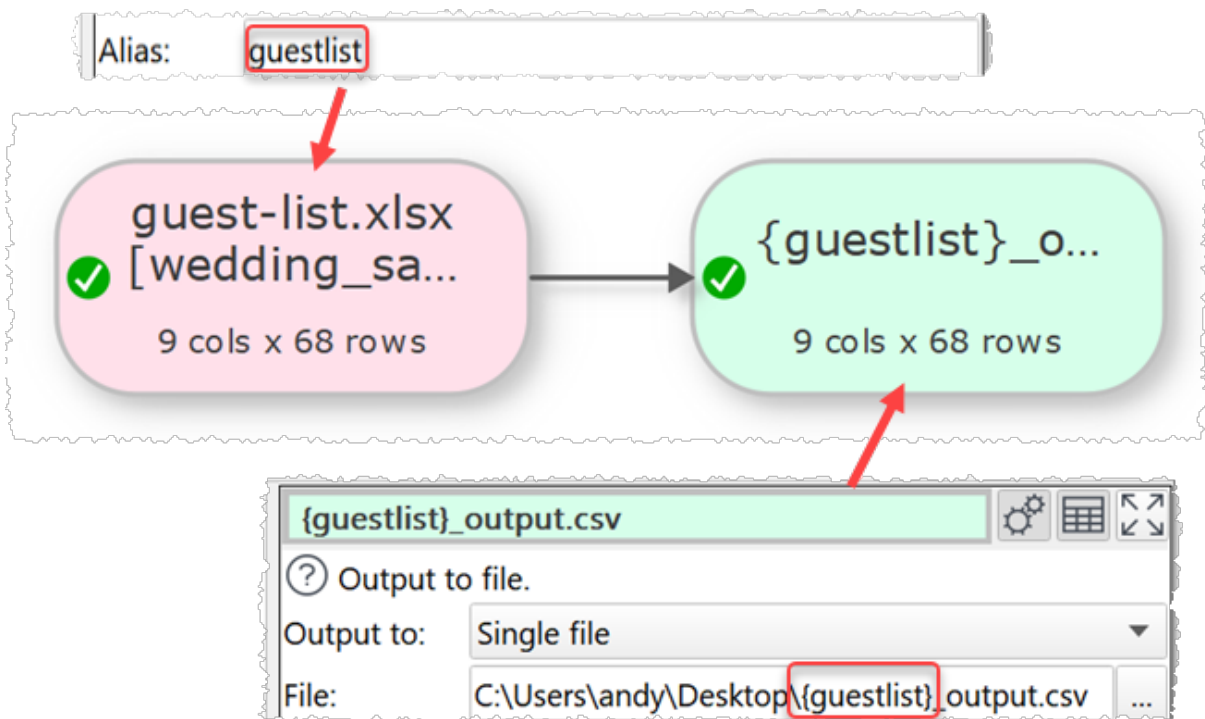 Alias: guestlist
guest-list.xlsx
[wedding_sa...
9 cols x 68 rows
{guestlist}_o...
9 cols x 68 rows
{guestlist}_output.csv
? Output to file.
Output to: Single file
File: C:\Users\andy\Desktop\{guestlist}_output.csv ...